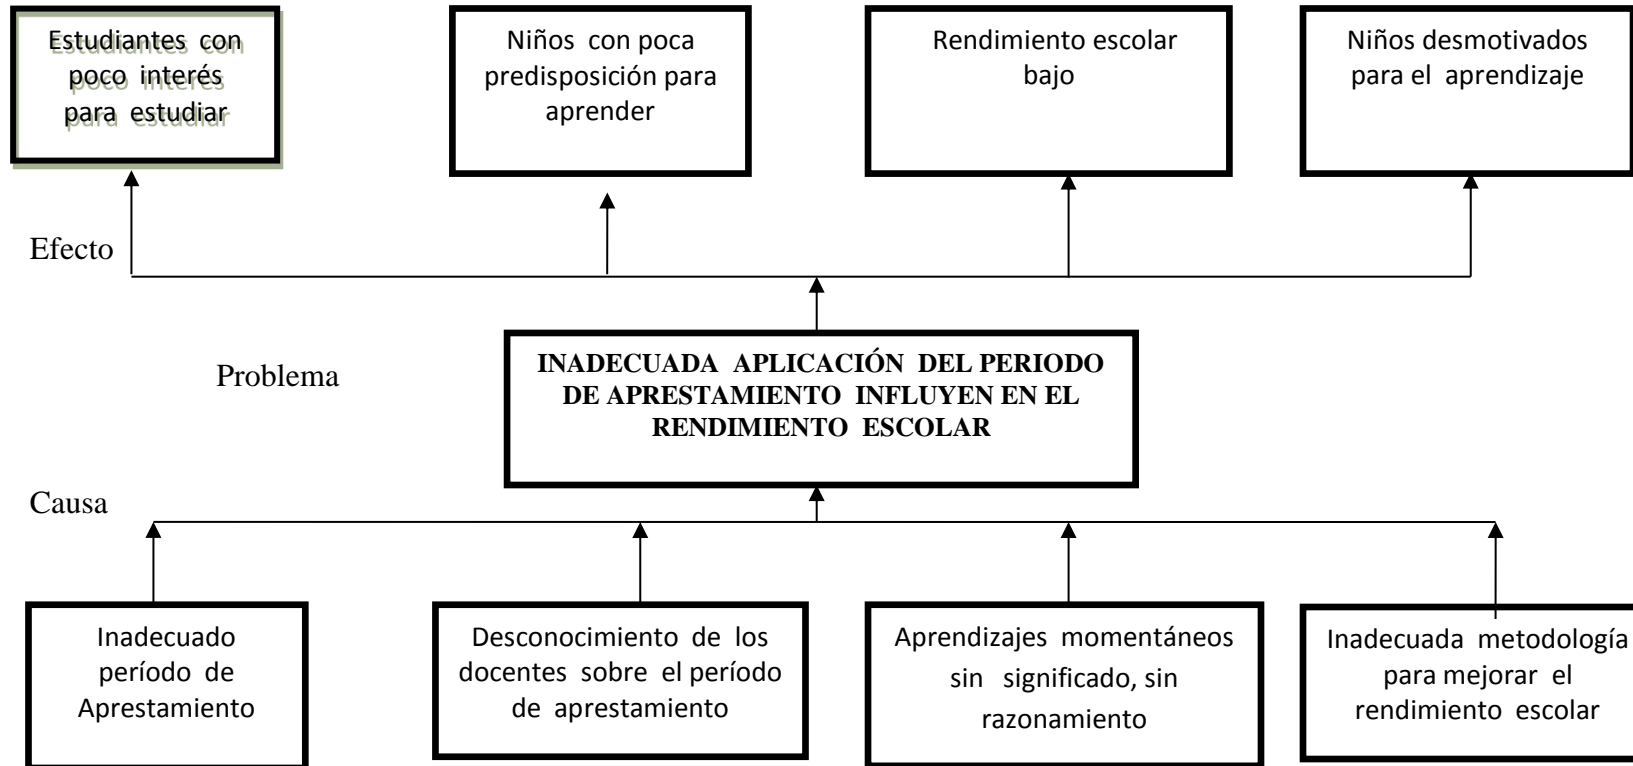 Estudiantes con
poco interés
para estudiar
Niños con poca
predisposición para
aprender
Rendimiento escolar
bajo
Niños desmotivados
para el aprendizaje
Efecto
Problema
INADECUADA APLICACIÓN DEL PERIODO
DE APRESTAMIENTO INFLUYEN EN EL
RENDIMIENTO ESCOLAR
Causa
Inadecuado
período de
Aprestamiento
Desconocimiento de los
docentes sobre el período
de aprestamiento
Aprendizajes momentáneos
sin significado, sin
razonamiento
Inadecuada metodología
para mejorar el
rendimiento escolar